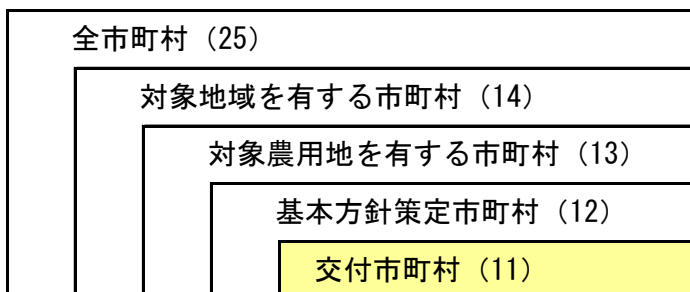 全市町村（25）
対象地域を有する市町村（14）
対象農用地を有する市町村（13）
基本方針策定市町村（12）
交付市町村（11）